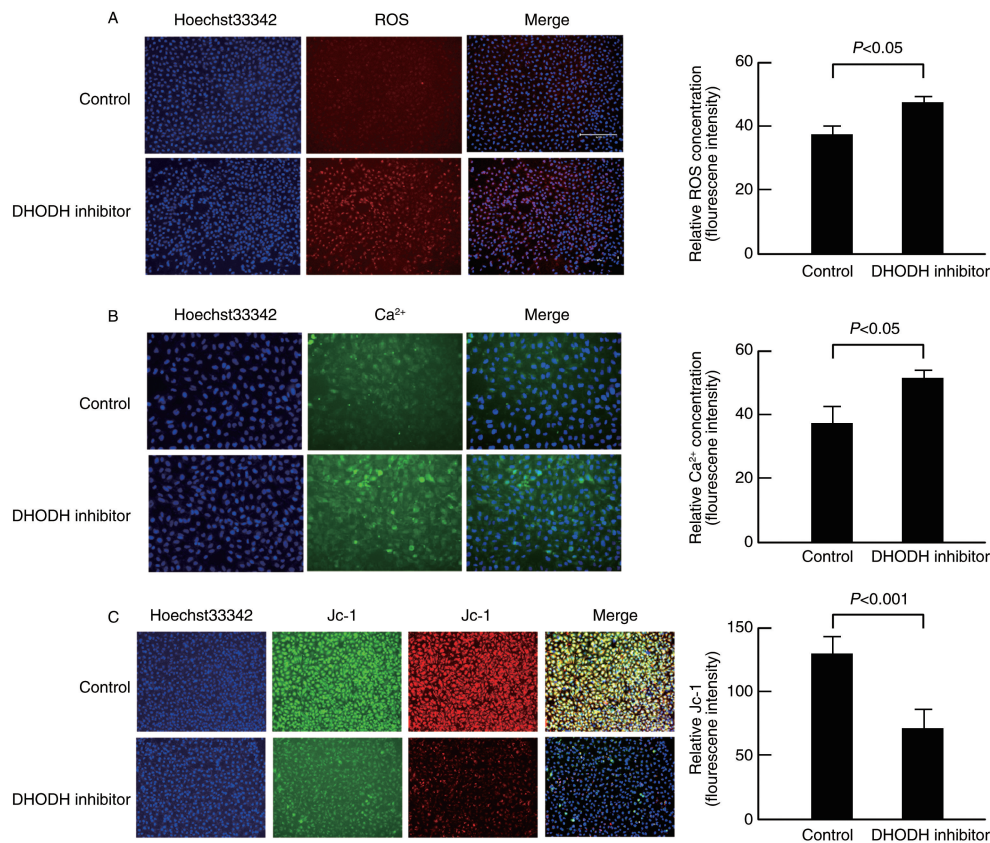 A
Hoechst33342 ROS Merge
Control
DHODH inhibitor
P<0.05
Relative ROS concentration
(flourescene intensity)
60
40
20
0
Control DHODH inhibitor
B
Hoechst33342 Ca²⁺ Merge
Control
DHODH inhibitor
P<0.05
Relative Ca²⁺ concentration
(flourescene intensity)
60
40
20
0
Control DHODH inhibitor
C
Hoechst33342 Jc-1 Jc-1 Merge
Control
DHODH inhibitor
P<0.001
Relative Jc-1
(flourescene intensity)
150
100
50
0
Control DHODH inhibitor